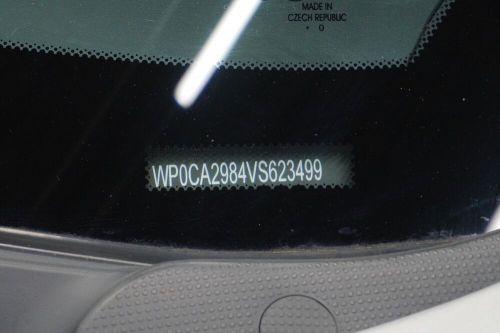 MADE IN
CZECH REPUBLIC
WP0CA2984VS623499